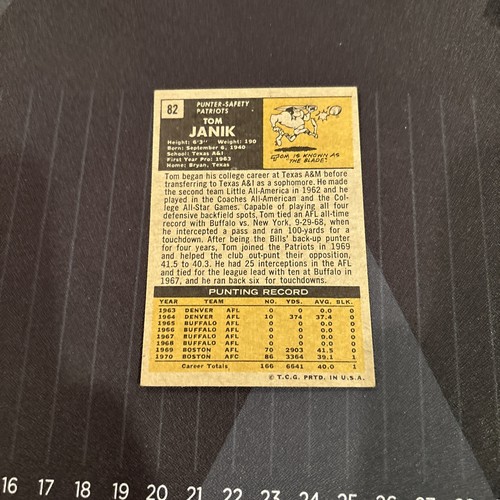 82
PUNTER-SAFETY
PATRIOTS
TOM
JANIK
Height: 6'3" Weight: 190
Born: September 6, 1940
School: Texas A&I
First Year Pro: 1963
Home: Bryan, Texas
TOM IS KNOWN AS
"THE BLADE"
Tom began his college career at Texas A&M before
transferring to Texas A&I as a sophomore. He made
the second team Little All-America in 1962 and he
played in the Coaches All-American and the Col-
lege All-Star Games. Capable of playing all four
defensive backfield spots, Tom tied an AFL all-time
record with Buffalo vs. New York, 9-29-68, when
he intercepted a pass and ran 100-yards for a
touchdown. After being the Bills' back-up punter
for four years, Tom joined the Patriots in 1969
and helped the club out-punt their opposition,
41.5 to 40.3. He had 25 interceptions in the AFL
and tied for the league lead with ten at Buffalo in
1967, and he ran back six for touchdowns.
PUNTING RECORD
YEAR TEAM NO. YDS. AVG. BLK.
1963 DENVER AFL 0 0 0.0 0
1964 DENVER AFL 10 374 37.4 0
1965 BUFFALO AFL 0 0 0.0 0
1966 BUFFALO AFL 0 0 0.0 0
1967 BUFFALO AFL 0 0 0.0 0
1968 BUFFALO AFL 0 0 0.0 0
1969 BOSTON AFL 70 2903 41.5 0
1970 BOSTON AFC 86 3364 39.1 1
Career Totals 166 6641 40.0 1
© T.C.G. PRTD. IN U.S.A.
16 17 18 19 20 21 22 23 24 25 26 27 28